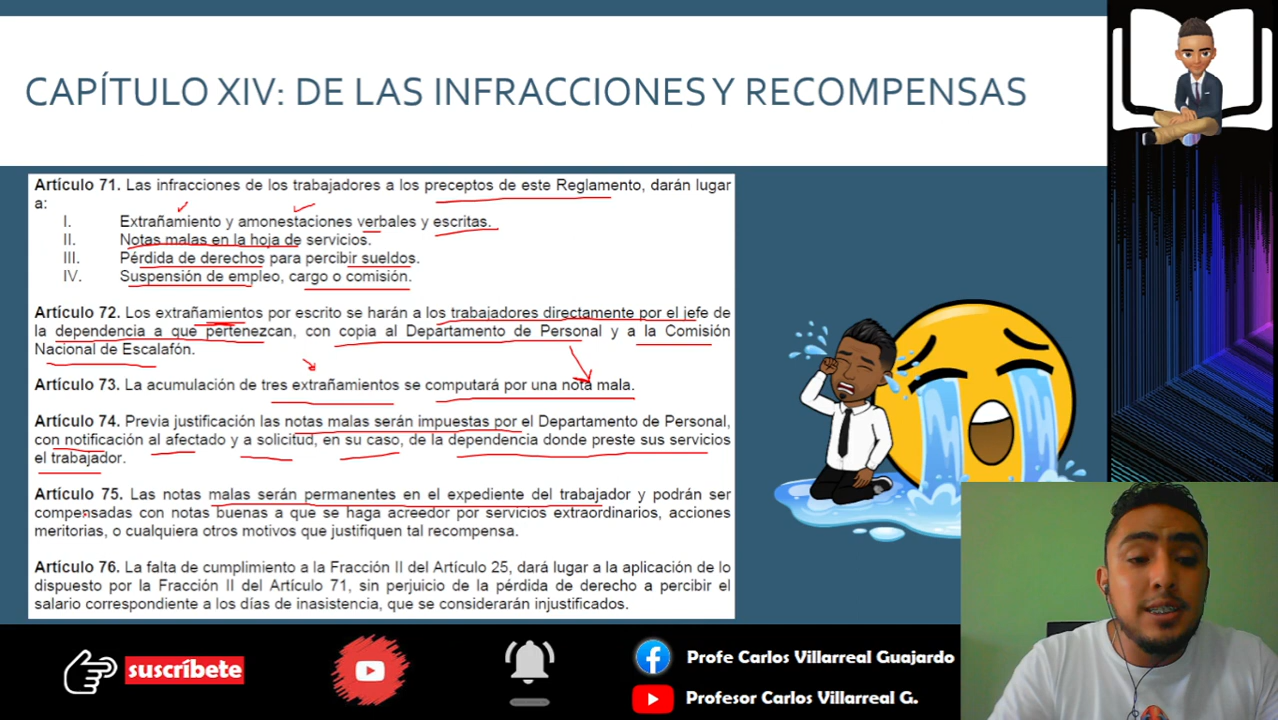 CAPÍTULO XIV: DE LAS INFRACCIONES Y RECOMPENSAS
Artículo 71. Las infracciones de los trabajadores a los preceptos de este Reglamento, darán lugar
a:
I. Extrañamiento y amonestaciones verbales y escritas.
II. Notas malas en la hoja de servicios.
III. Pérdida de derechos para percibir sueldos.
IV. Suspensión de empleo, cargo o comisión.
Artículo 72. Los extrañamientos por escrito se harán a los trabajadores directamente por el jefe de
la dependencia a que pertenezcan, con copia al Departamento de Personal y a la Comisión
Nacional de Escalafón.
Artículo 73. La acumulación de tres extrañamientos se computará por una nota mala.
Artículo 74. Previa justificación las notas malas serán impuestas por el Departamento de Personal,
con notificación al afectado y a solicitud, en su caso, de la dependencia donde preste sus servicios
el trabajador.
Artículo 75. Las notas malas serán permanentes en el expediente del trabajador y podrán ser
compensadas con notas buenas a que se haga acreedor por servicios extraordinarios, acciones
meritorias, o cualquiera otros motivos que justifiquen tal recompensa.
Artículo 76. La falta de cumplimiento a la Fracción II del Artículo 25, dará lugar a la aplicación de lo
dispuesto por la Fracción II del Artículo 71, sin perjuicio de la pérdida de derecho a percibir el
salario correspondiente a los días de inasistencia, que se considerarán injustificados.
suscríbete
Profe Carlos Villarreal Guajardo
Profesor Carlos Villarreal G.